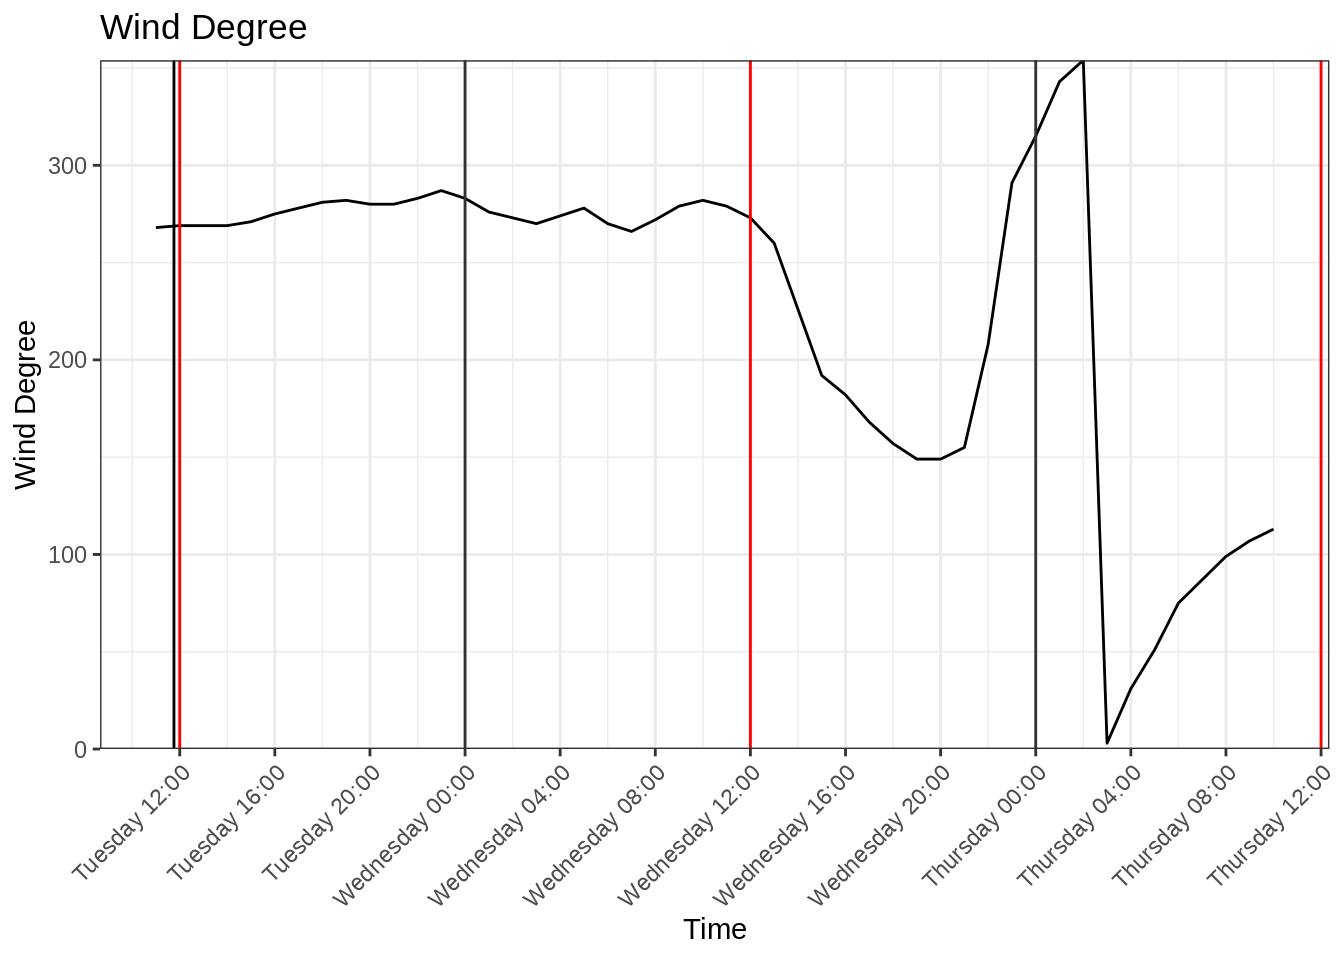 Wind Degree
Wind Degree
300
200
100
0
Tuesday 12:00
Tuesday 16:00
Tuesday 20:00
Wednesday 00:00
Wednesday 04:00
Wednesday 08:00
Wednesday 12:00
Wednesday 16:00
Wednesday 20:00
Thursday 00:00
Thursday 04:00
Thursday 08:00
Thursday 12:00
Time